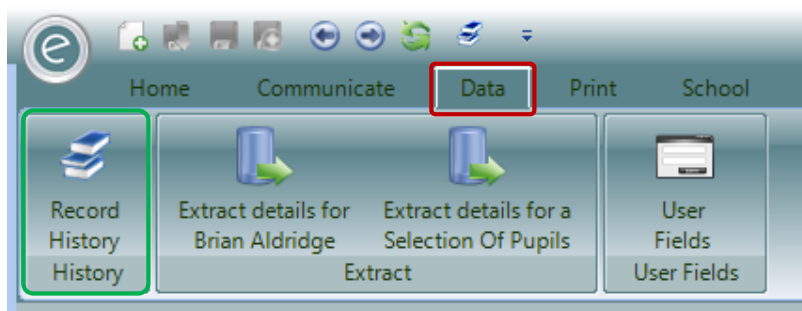 e
Home Communicate Data Print School
Record History
Extract details for Brian Aldridge
Extract details for a Selection Of Pupils
User Fields
History Extract User Fields